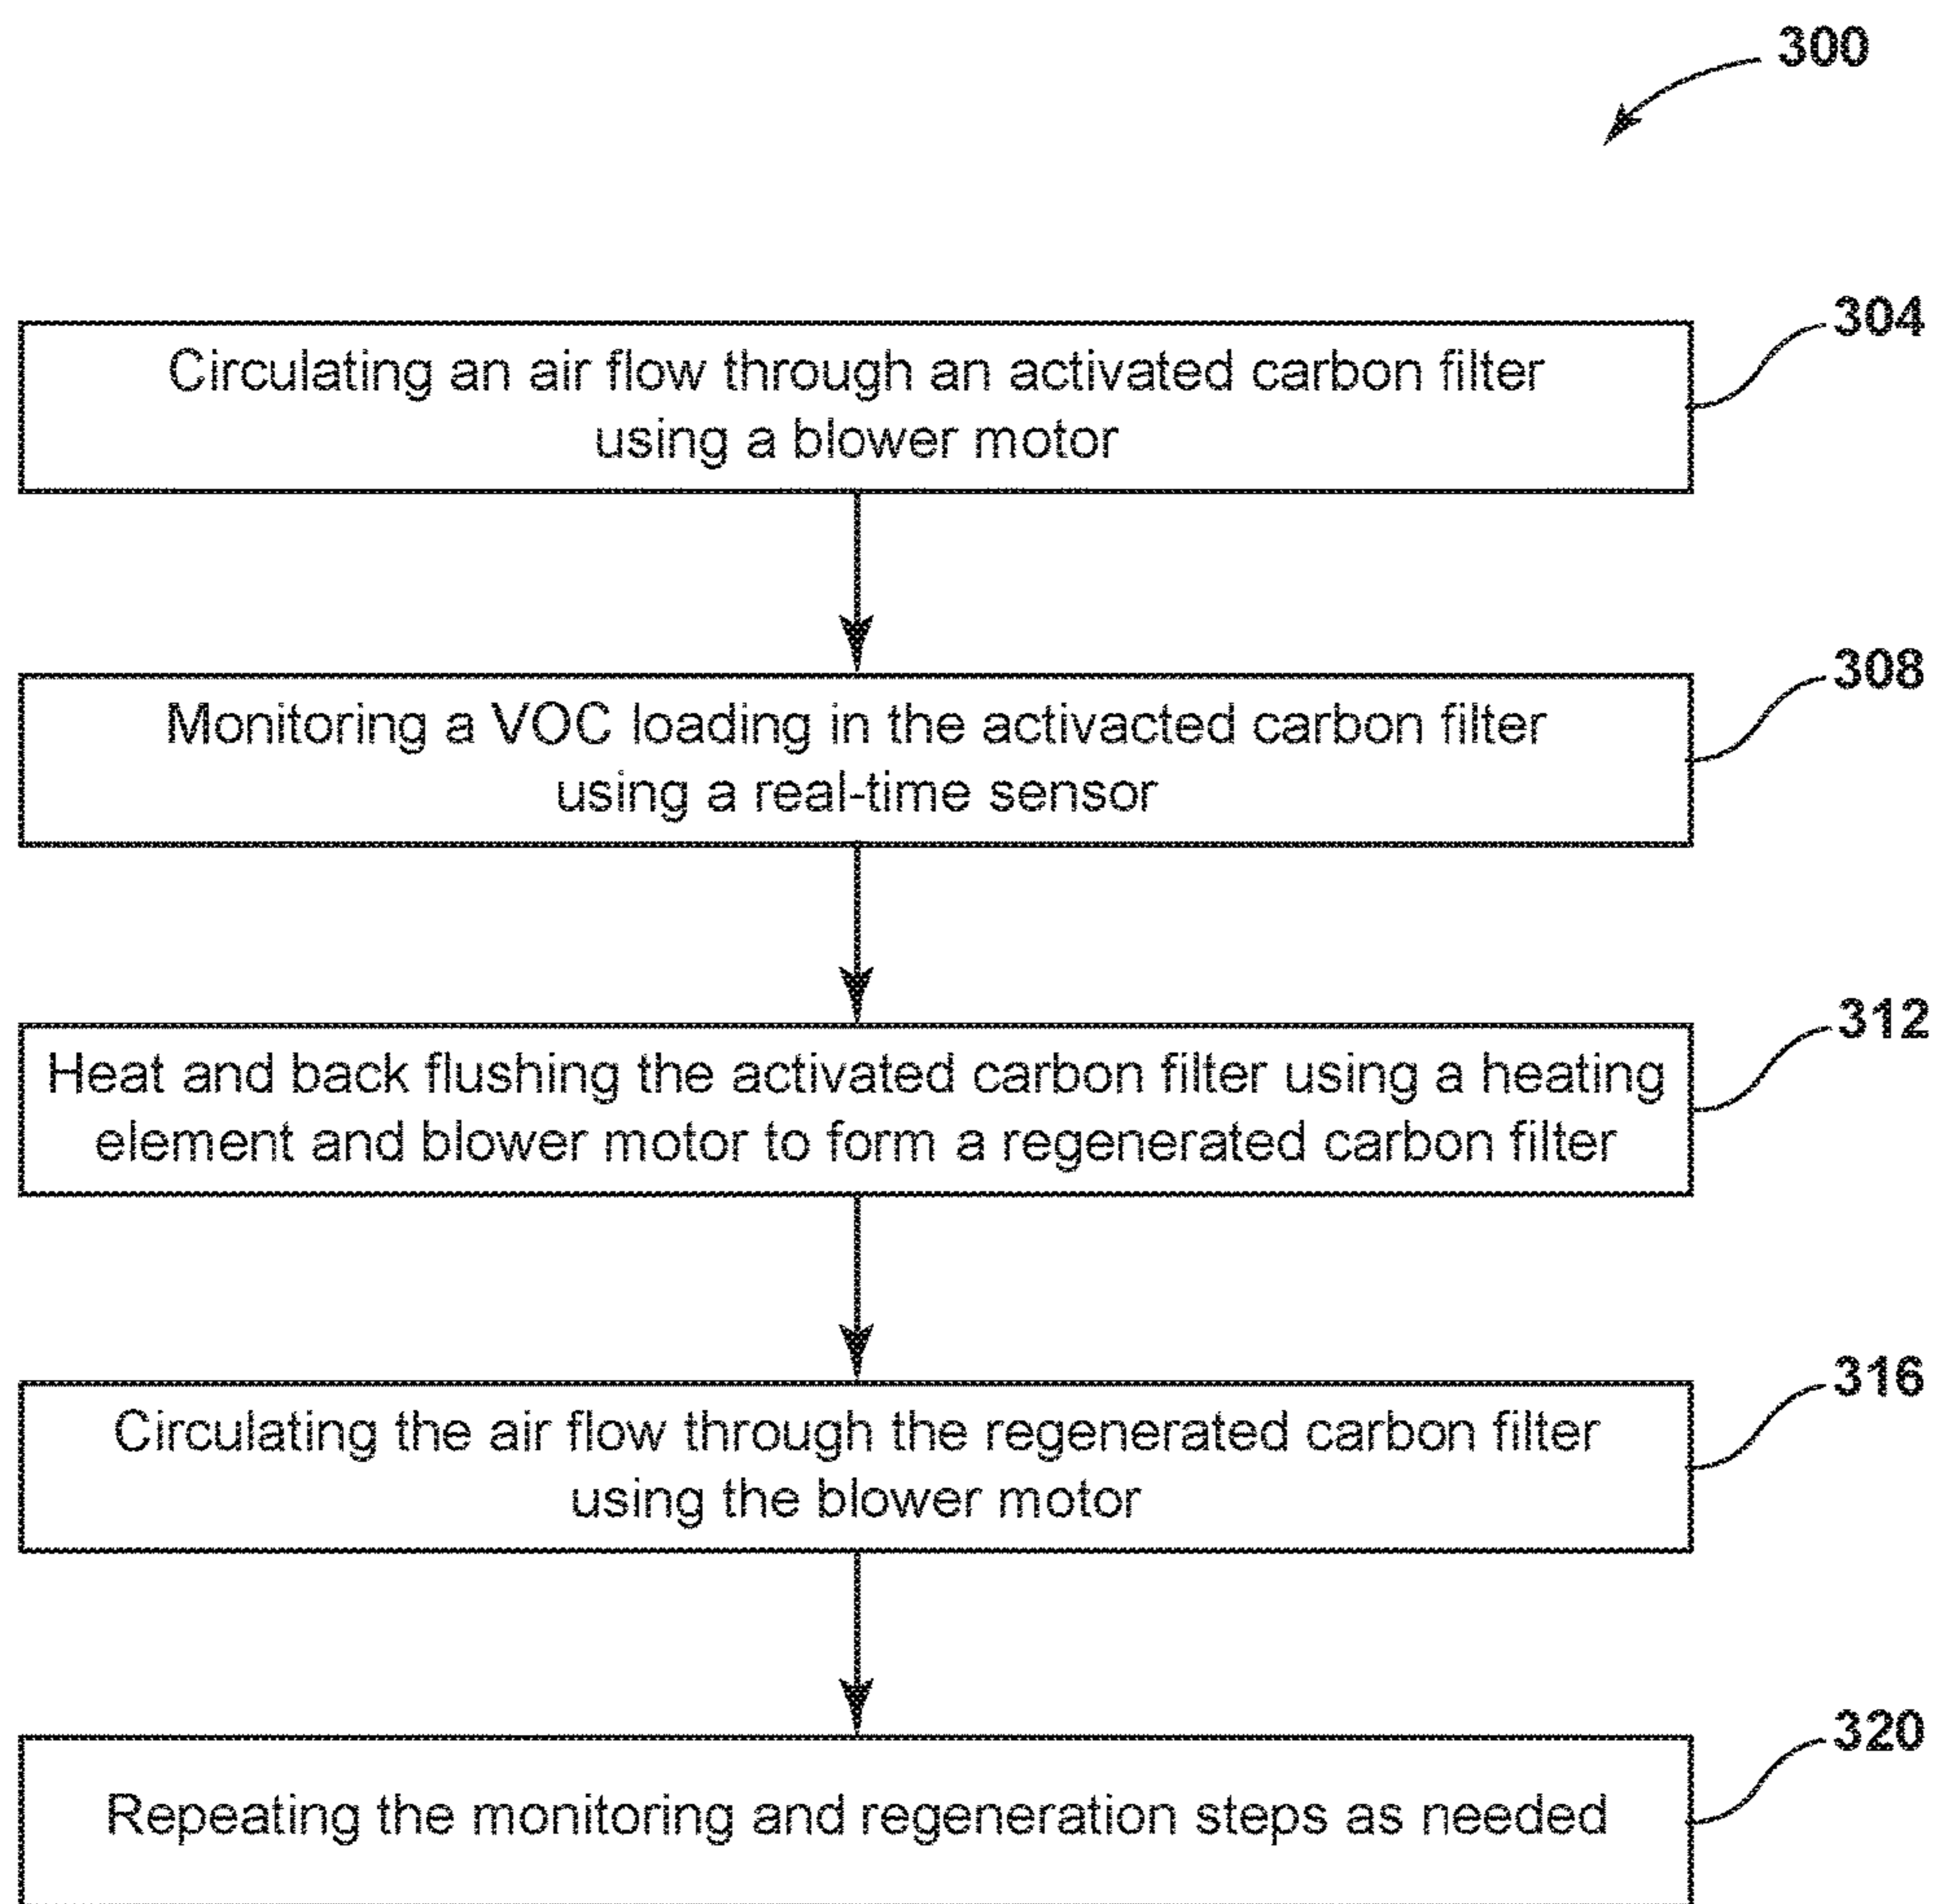 300
304
Circulating an air flow through an activated carbon filter
using a blower motor
308
Monitoring a VOC loading in the activacted carbon filter
using a real-time sensor
312
Heat and back flushing the activated carbon filter using a heating
element and blower motor to form a regenerated carbon filter
316
Circulating the air flow through the regenerated carbon filter
using the blower motor
320
Repeating the monitoring and regeneration steps as needed